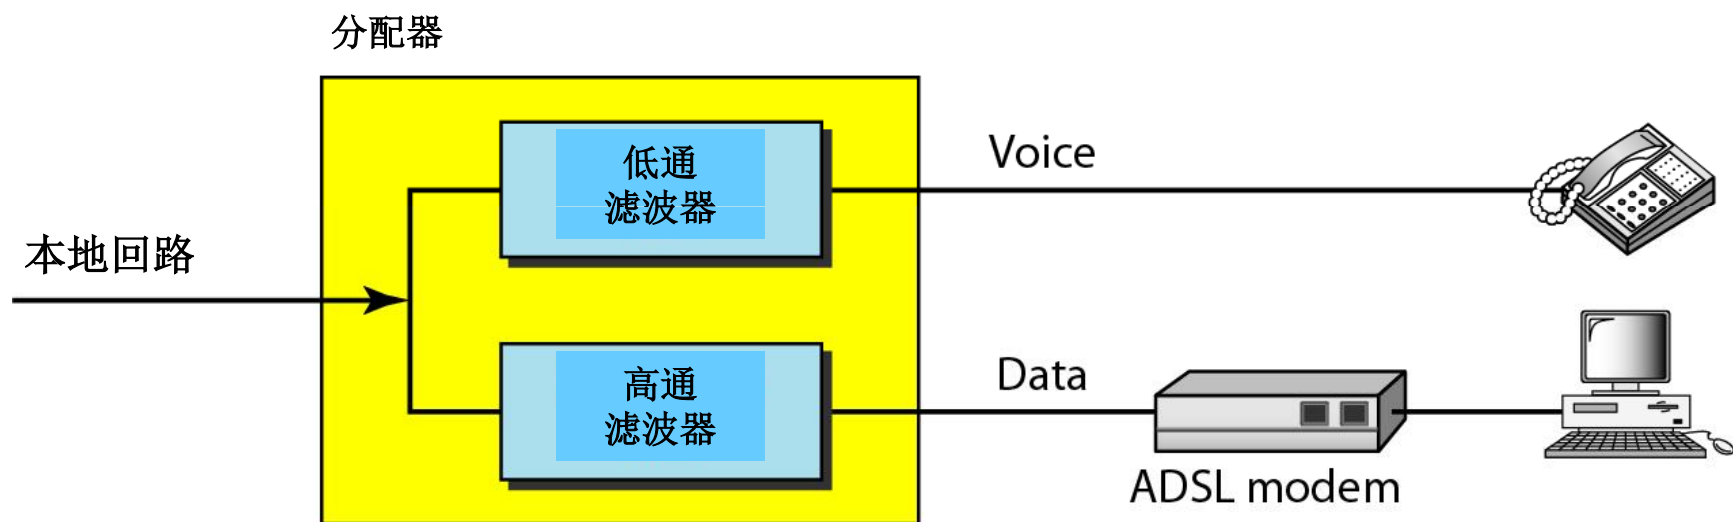 分配器
低通
滤波器
Voice
本地回路
高通
滤波器
Data
ADSL modem